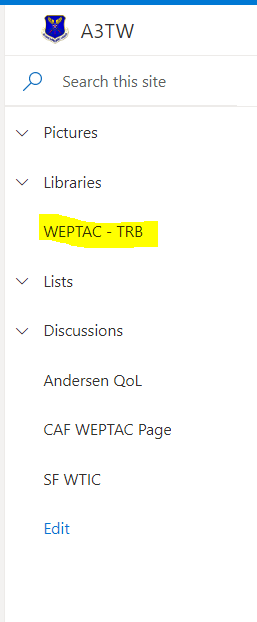 A3TW
Search this site
Pictures
Libraries
WEPTAC - TRB
Lists
Discussions
Andersen QoL
CAF WEPTAC Page
SF WTIC
Edit